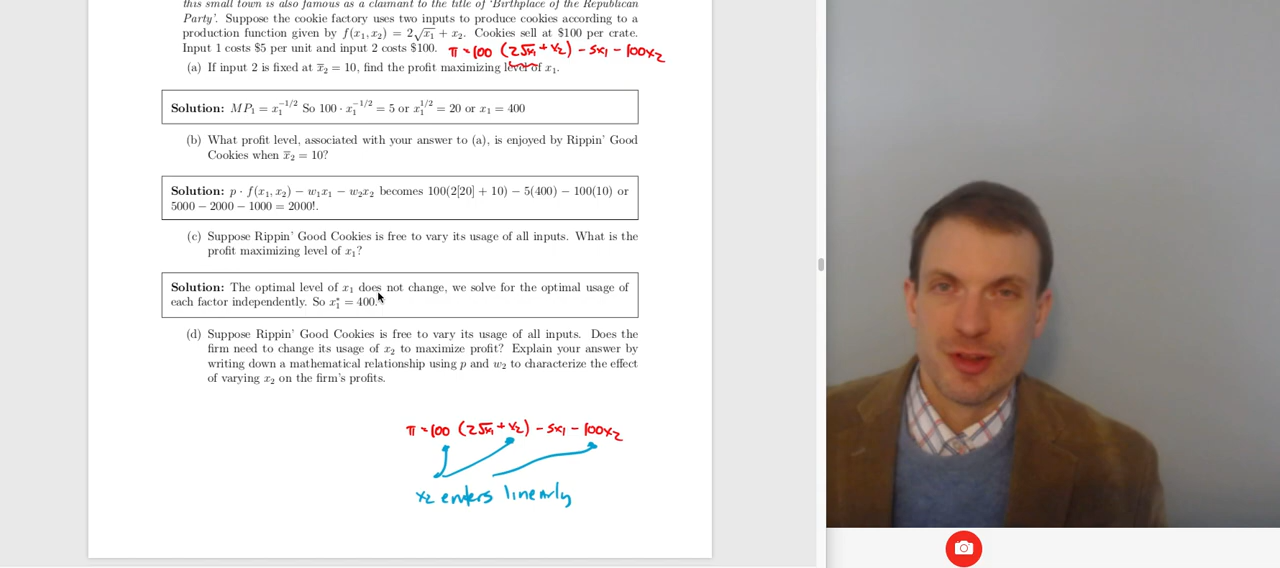 this small town is also famous as a claimant to the title of 'Birthplace of the Republican
Party'. Suppose the cookie factory uses two inputs to produce cookies according to a
production function given by f(x₁, x₂) = 2√x₁ + x₂. Cookies sell at $100 per crate.
Input 1 costs $5 per unit and input 2 costs $100. π = 100 (2√x₁ + x₂) - 5x₁ - 100x₂
(a) If input 2 is fixed at x̅₂ = 10, find the profit maximizing level of x₁.
Solution: MP₁ = x₁^{-1/2} So 100 · x₁^{-1/2} = 5 or x₁^{1/2} = 20 or x₁ = 400
(b) What profit level, associated with your answer to (a), is enjoyed by Rippin' Good
Cookies when x̅₂ = 10?
Solution: p · f(x₁, x₂) − w₁x₁ − w₂x₂ becomes 100(2[20] + 10) − 5(400) − 100(10) or
5000 − 2000 − 1000 = 2000!.
(c) Suppose Rippin' Good Cookies is free to vary its usage of all inputs. What is the
profit maximizing level of x₁?
Solution: The optimal level of x₁ does not change, we solve for the optimal usage of
each factor independently. So x₁* = 400.
(d) Suppose Rippin' Good Cookies is free to vary its usage of all inputs. Does the
firm need to change its usage of x₂ to maximize profit? Explain your answer by
writing down a mathematical relationship using p and w₂ to characterize the effect
of varying x₂ on the firm's profits.
π = 100 (2√x₁ + x₂) - 5x₁ - 100x₂
x₂ enters linearly